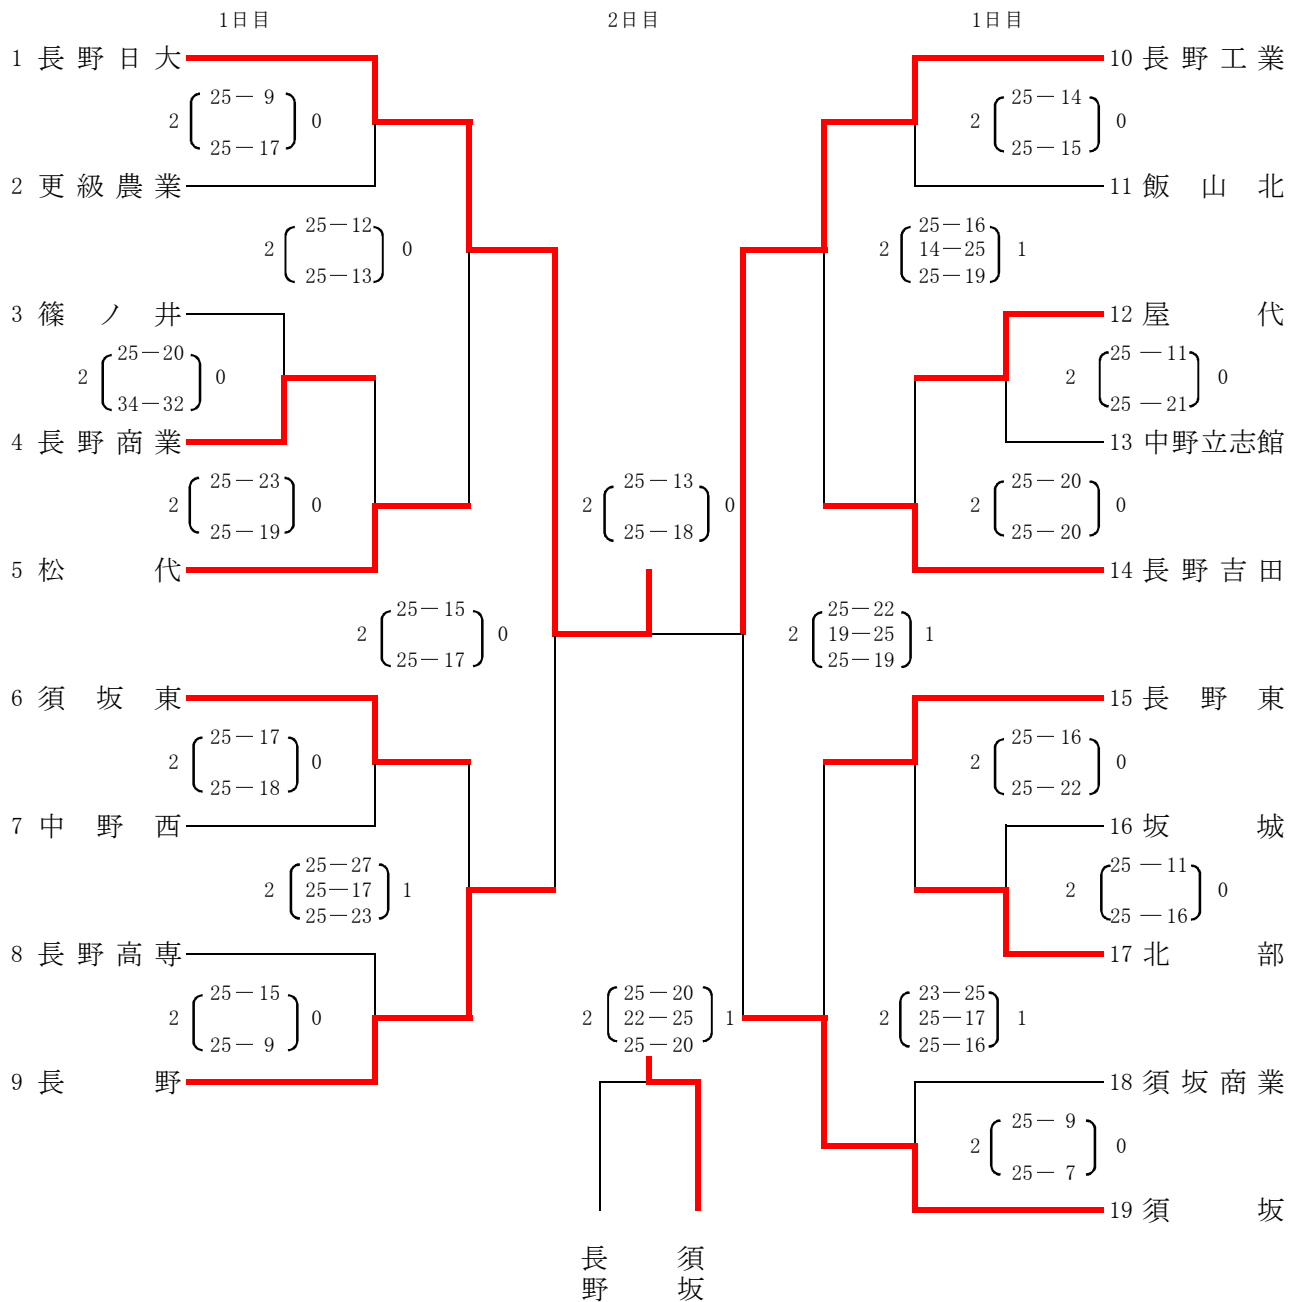 1日目 2日目 1日目
1 長野日大
2 25－ 9 0
25－17
2 更級農業
2 25－12 0
25－13
3 篠ノ井
2 25－20 0
34－32
4 長野商業
2 25－23 0
25－19
5 松代
2 25－15 0
25－17
6 須坂東
2 25－17 0
25－18
7 中野西
2 25－27 1
25－17
25－23
8 長野高専
2 25－15 0
25－ 9
9 長野
2 25－13 0
25－18
2 25－20 1
22－25
25－20
長野
須坂
10 長野工業
2 25－14 0
25－15
11 飯山北
2 25－16 1
14－25
25－19
12 屋代
2 25－11 0
25－21
13 中野立志館
2 25－20 0
25－20
14 長野吉田
2 25－22 1
19－25
25－19
15 長野東
2 25－16 0
25－22
16 坂城
2 25－11 0
25－16
17 北部
2 23－25 1
25－17
25－16
18 須坂商業
2 25－ 9 0
25－ 7
19 須坂